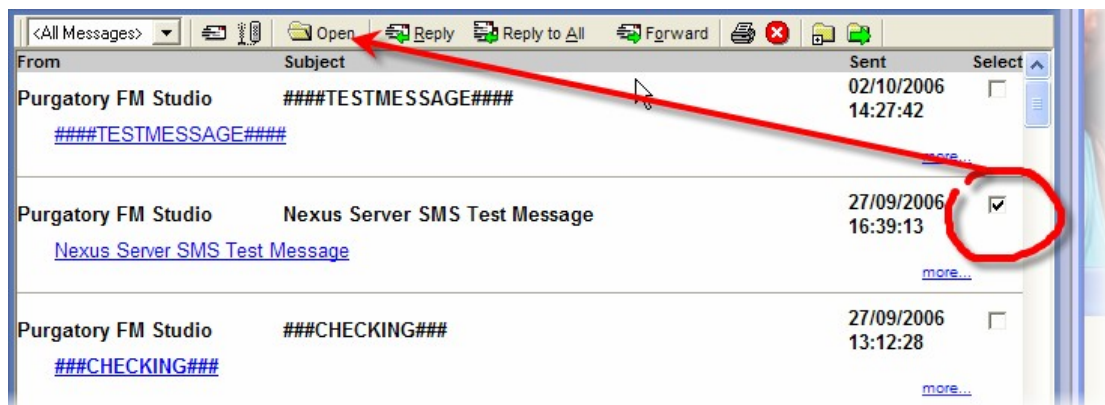 <All Messages> Open Reply Reply to All Forward
From Subject Sent Select
Purgatory FM Studio ####TESTMESSAGE#### 02/10/2006
14:27:42
####TESTMESSAGE####
more...
Purgatory FM Studio Nexus Server SMS Test Message 27/09/2006
16:39:13
Nexus Server SMS Test Message
more...
Purgatory FM Studio ###CHECKING### 27/09/2006
13:12:28
###CHECKING###
more...